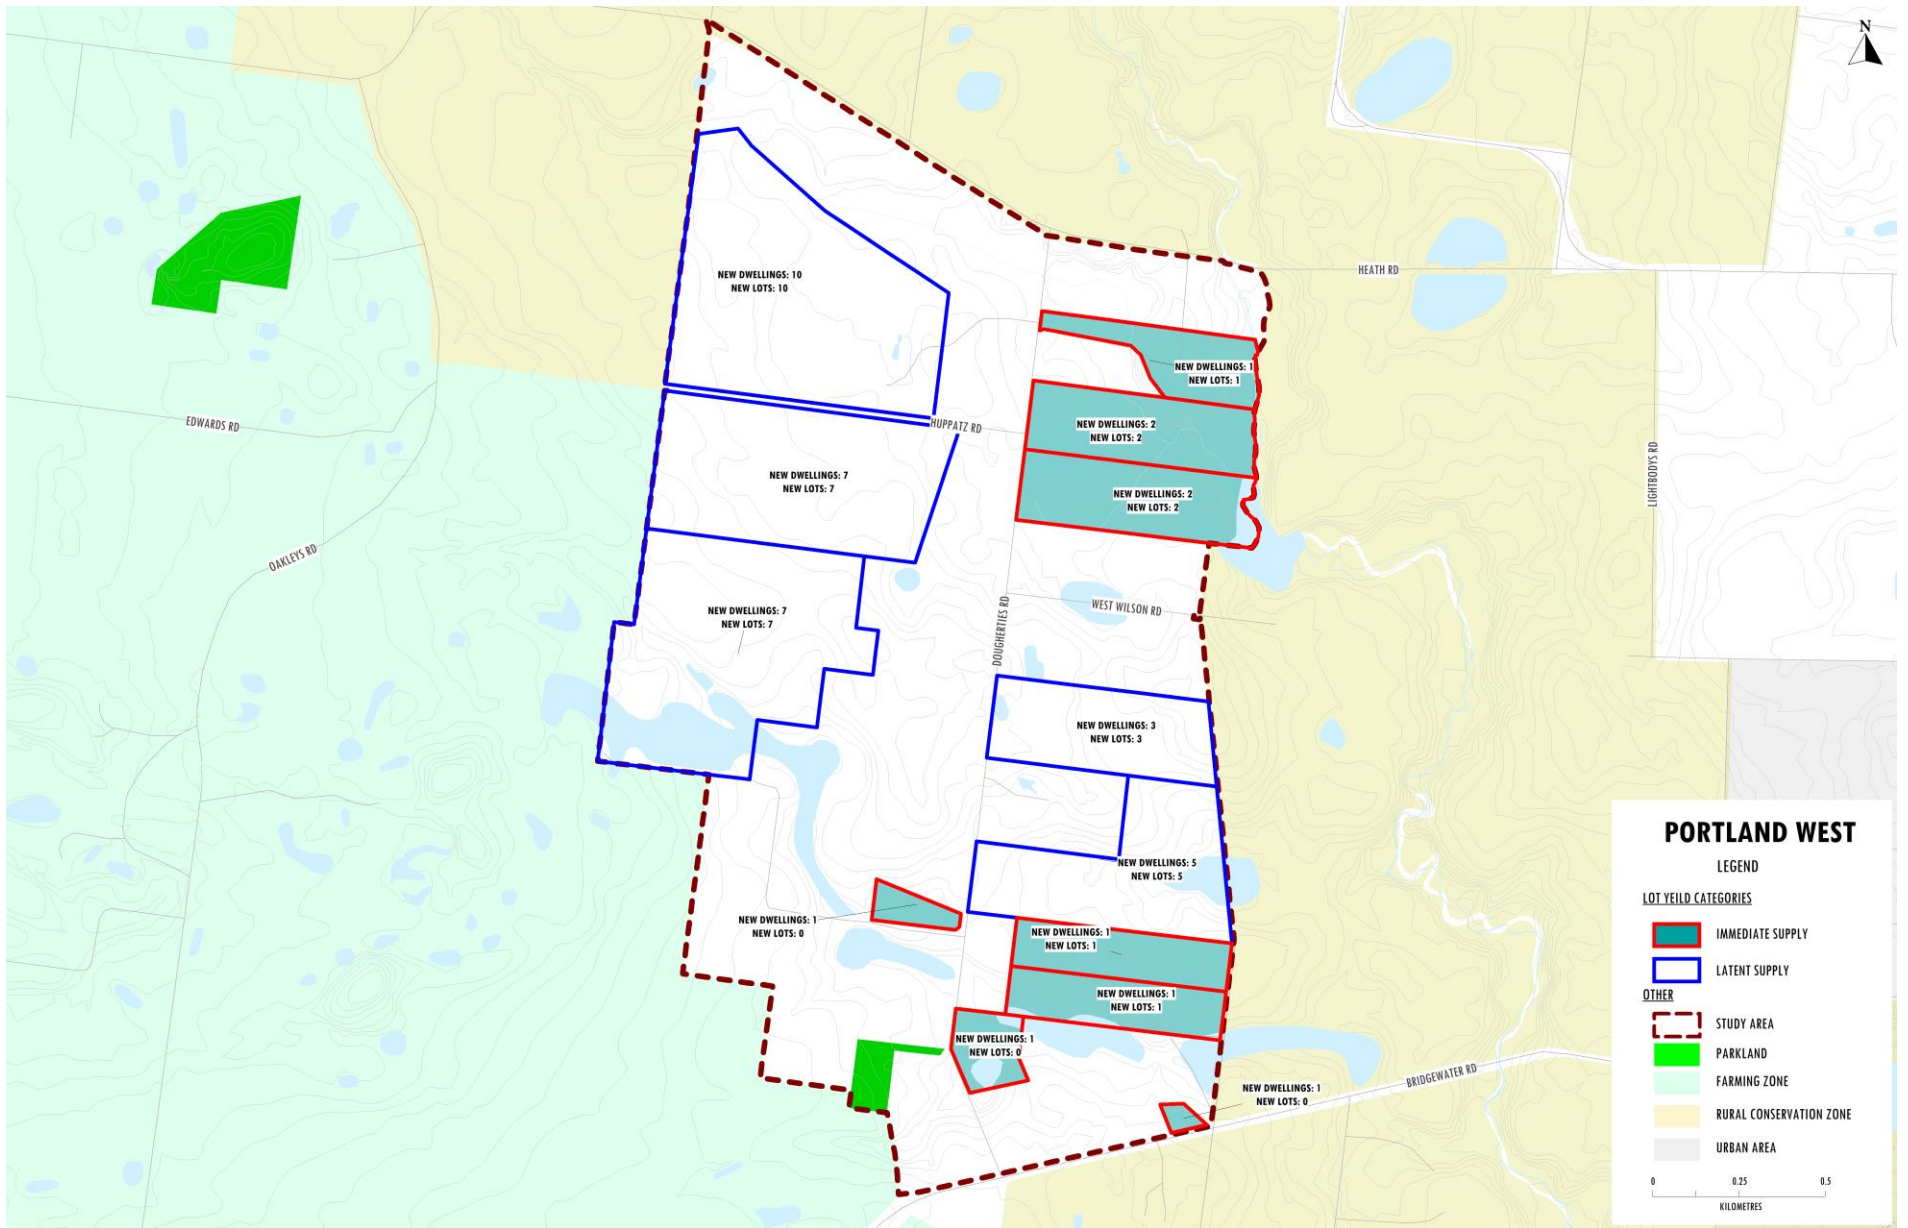 N
HEATH RD
NEW DWELLINGS: 10
NEW LOTS: 10
NEW DWELLINGS: 1
NEW LOTS: 1
EDWARDS RD
HUPPATZ RD
NEW DWELLINGS: 2
NEW LOTS: 2
LIGHTBODYS RD
NEW DWELLINGS: 7
NEW LOTS: 7
NEW DWELLINGS: 2
NEW LOTS: 2
OAKLEYS RD
NEW DWELLINGS: 7
NEW LOTS: 7
DOUGHERTIES RD
WEST WILSON RD
NEW DWELLINGS: 3
NEW LOTS: 3
NEW DWELLINGS: 5
NEW LOTS: 5
NEW DWELLINGS: 1
NEW LOTS: 0
NEW DWELLINGS: 1
NEW LOTS: 1
NEW DWELLINGS: 1
NEW LOTS: 1
NEW DWELLINGS: 1
NEW LOTS: 0
NEW DWELLINGS: 1
NEW LOTS: 0
BRIDGEWATER RD
PORTLAND WEST
LEGEND
LOT YEILD CATEGORIES
IMMEDIATE SUPPLY
LATENT SUPPLY
OTHER
STUDY AREA
PARKLAND
FARMING ZONE
RURAL CONSERVATION ZONE
URBAN AREA
0 0.25 0.5
KILOMETRES